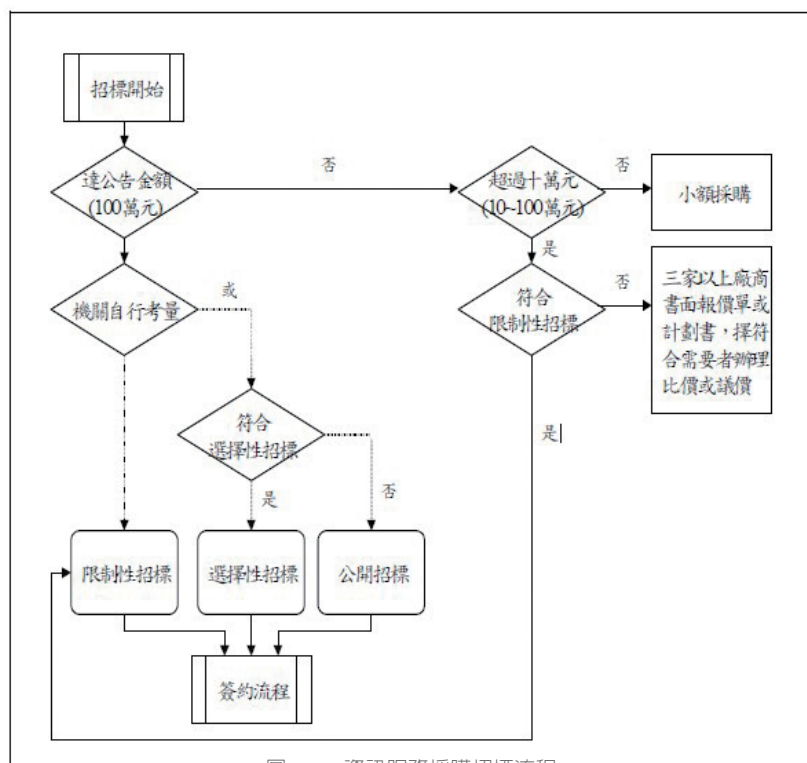 招標開始
達公告金額
(100萬元)
否
超過十萬元
(10~100萬元)
否
小額採購
是
機關自行考量
或
符合
限制性招標
否
三家以上廠商
書面報價單或
計劃書，擇符
合需要者辦理
比價或議價
符合
選擇性招標
是
是
否
限制性招標
選擇性招標
公開招標
簽約流程